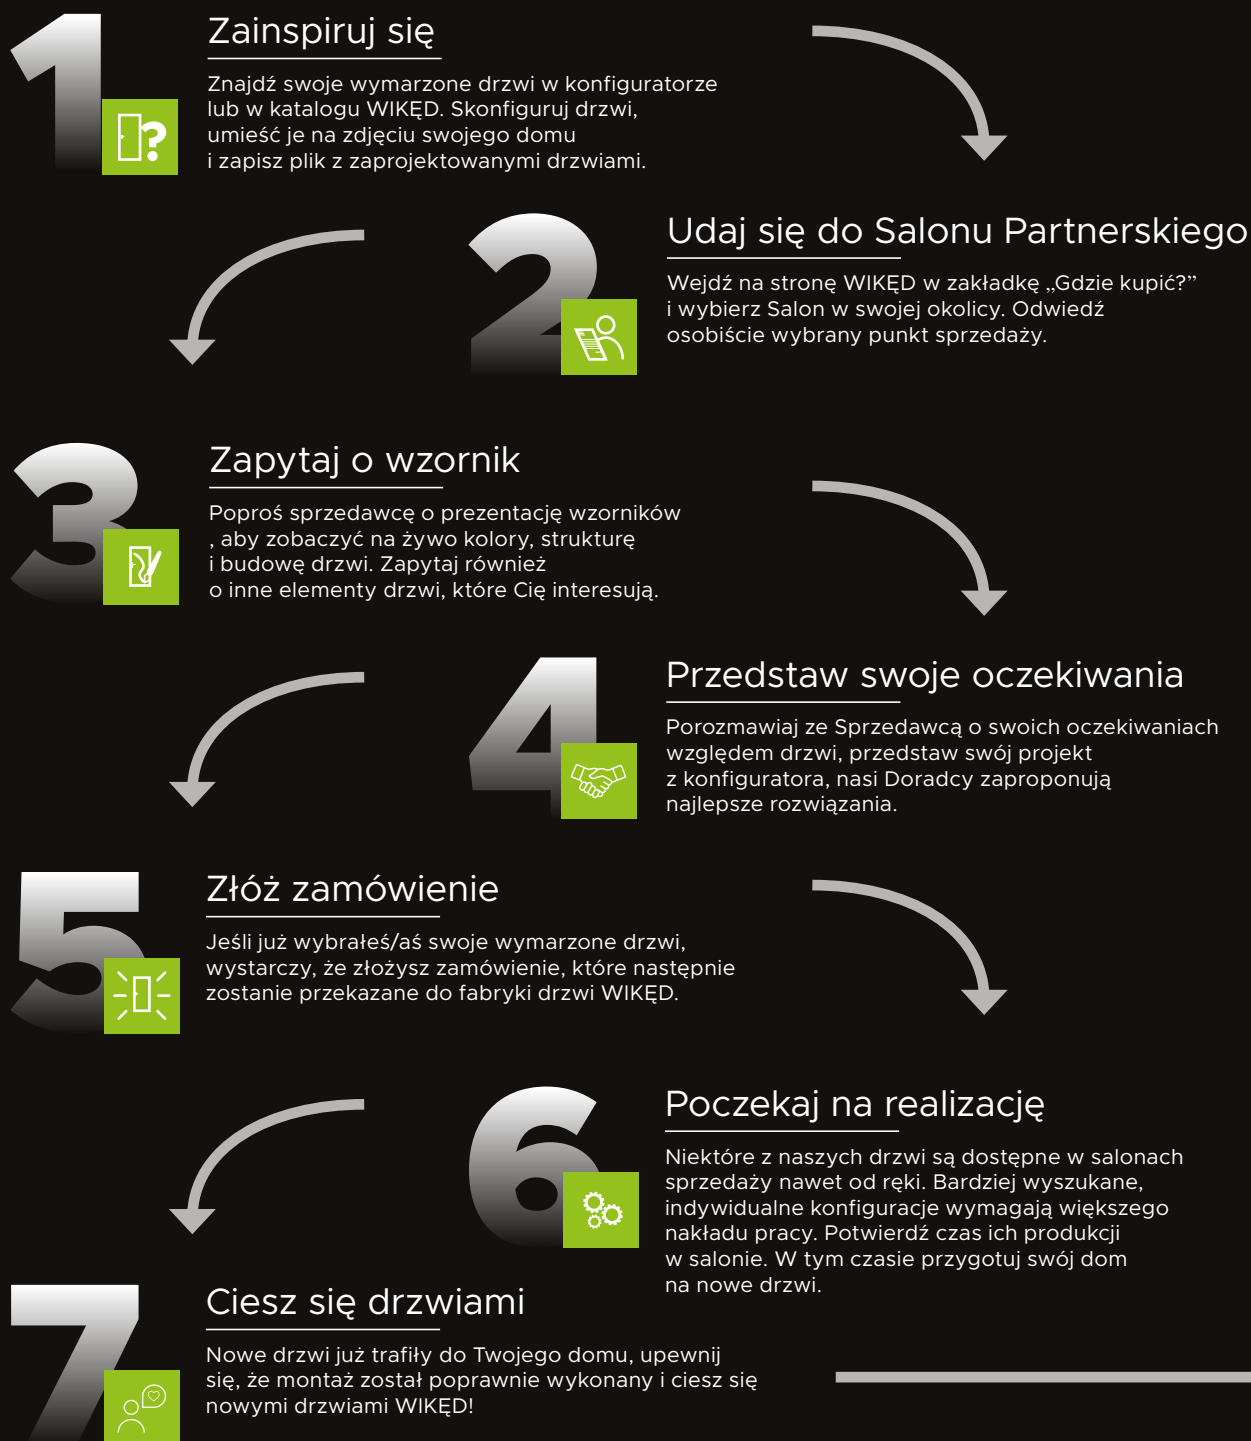 1
Zainspiruj się
Znajdź swoje wymarzone drzwi w konfiguratorze
lub w katalogu WIKĘD. Skonfiguruj drzwi,
umieść je na zdjęciu swojego domu
i zapisz plik z zaprojektowanymi drzwiami.
?
2
Udaj się do Salonu Partnerskiego
Wejdź na stronę WIKĘD w zakładkę „Gdzie kupić?”
i wybierz Salon w swojej okolicy. Odwiedź
osobiście wybrany punkt sprzedaży.
3
Zapytaj o wzornik
Poproś sprzedawcę o prezentację wzorników
, aby zobaczyć na żywo kolory, strukturę
i budowę drzwi. Zapytaj również
o inne elementy drzwi, które Cię interesują.
4
Przedstaw swoje oczekiwania
Porozmawiaj ze Sprzedawcą o swoich oczekiwaniach
względem drzwi, przedstaw swój projekt
z konfiguratora, nasi Doradcy zaproponują
najlepsze rozwiązania.
5
Złóż zamówienie
Jeśli już wybrałeś/aś swoje wymarzone drzwi,
wystarczy, że złożysz zamówienie, które następnie
zostanie przekazane do fabryki drzwi WIKĘD.
6
Poczekaj na realizację
Niektóre z naszych drzwi są dostępne w salonach
sprzedaży nawet od ręki. Bardziej wyszukane,
indywidualne konfiguracje wymagają większego
nakładu pracy. Potwierdź czas ich produkcji
w salonie. W tym czasie przygotuj swój dom
na nowe drzwi.
7
Ciesz się drzwiami
Nowe drzwi już trafiły do Twojego domu, upewnij
się, że montaż został poprawnie wykonany i ciesz się
nowymi drzwiami WIKĘD!